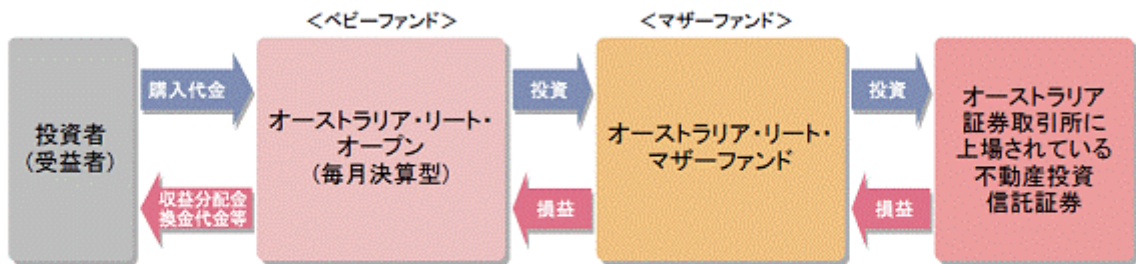 ＜ベビーファンド＞
＜マザーファンド＞
投資者
（受益者）
購入代金
収益分配金
換金代金等
オーストラリア・リート・
オープン
（毎月決算型）
投資
損益
オーストラリア・リート・
マザーファンド
投資
損益
オーストラリア
証券取引所に
上場されている
不動産投資
信託証券